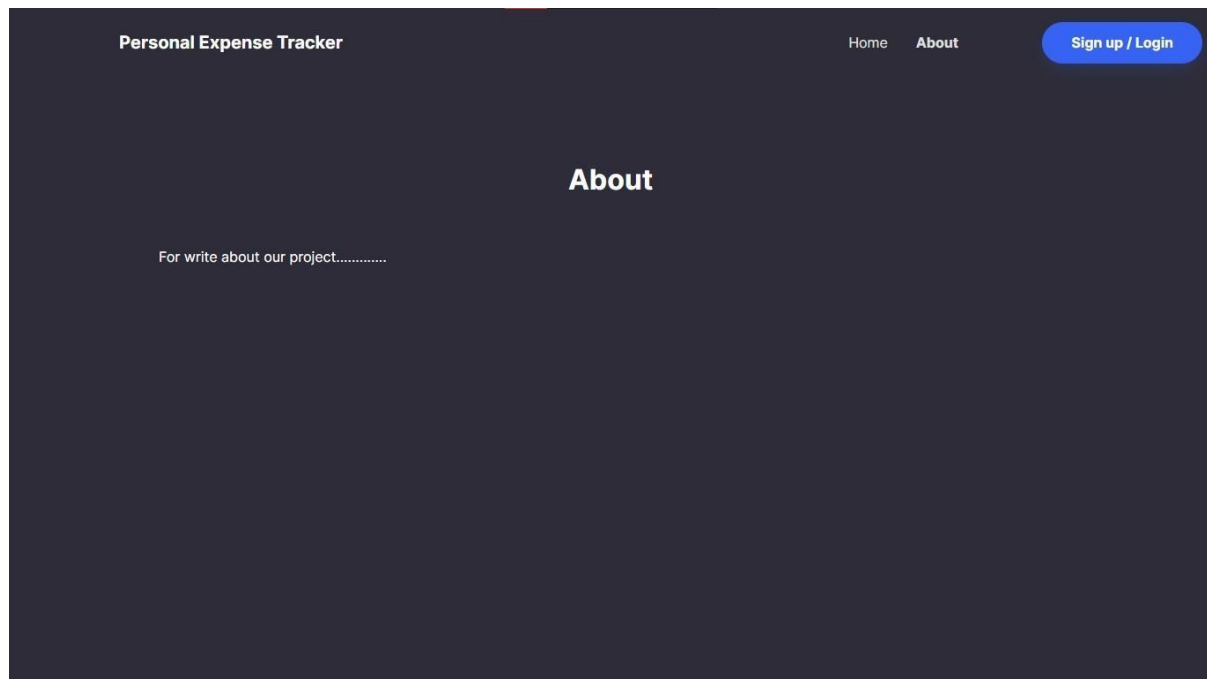 Personal Expense Tracker
Home About Sign up / Login
About
For write about our project.............